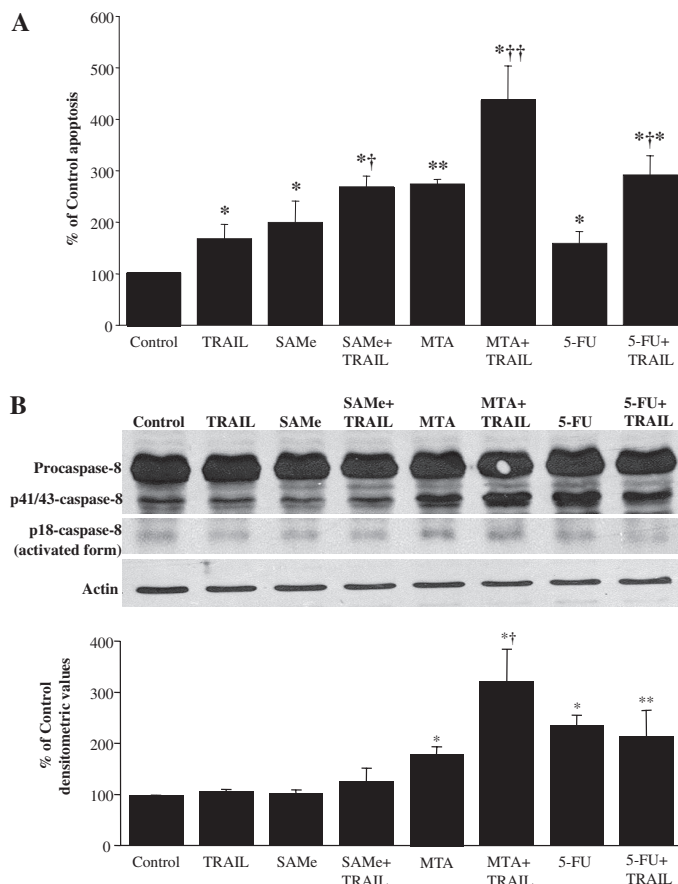 A
600
500
400
300
200
100
0
% of Control apoptosis
*
*
*†
**
*††
*
*†*
Control TRAIL SAMe SAMe+ MTA MTA+ 5-FU 5-FU+
TRAIL TRAIL TRAIL
B
SAMe+ MTA+ 5-FU+
Control TRAIL SAMe TRAIL MTA TRAIL 5-FU TRAIL
Procaspase-8
p41/43-caspase-8
p18-caspase-8
(activated form)
Actin
400
300
200
100
0
% of Control
densitometric values
*
*†
*
**
Control TRAIL SAMe SAMe+ MTA MTA+ 5-FU 5-FU+
TRAIL TRAIL TRAIL